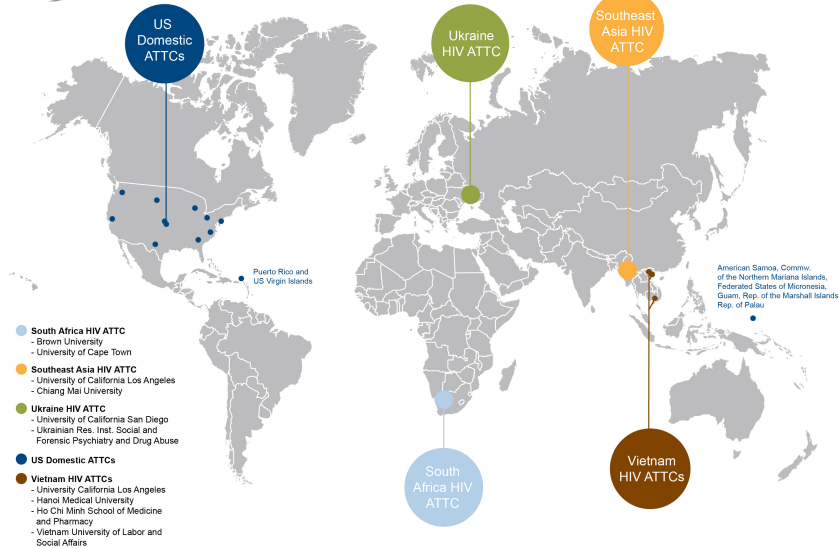 US
Domestic
ATTCs
Ukraine
HIV ATTC
Southeast
Asia HIV
ATTC
Puerto Rico and
US Virgin Islands
American Samoa, Commw.
of the Northern Mariana Islands,
Federated States of Micronesia,
Guam, Rep. of the Marshall Islands
Rep. of Palau
South Africa HIV ATTC
- Brown University
- University of Cape Town
Southeast Asia HIV ATTC
- University of California Los Angeles
- Chiang Mai University
Ukraine HIV ATTC
- University of California San Diego
- Ukrainian Res. Inst. Social and
Forensic Psychiatry and Drug Abuse
US Domestic ATTCs
Vietnam HIV ATTCs
- University California Los Angeles
- Hanoi Medical University
- Ho Chi Minh School of Medicine
and Pharmacy
- Vietnam University of Labor and
Social Affairs
South
Africa HIV
ATTC
Vietnam
HIV ATTCs